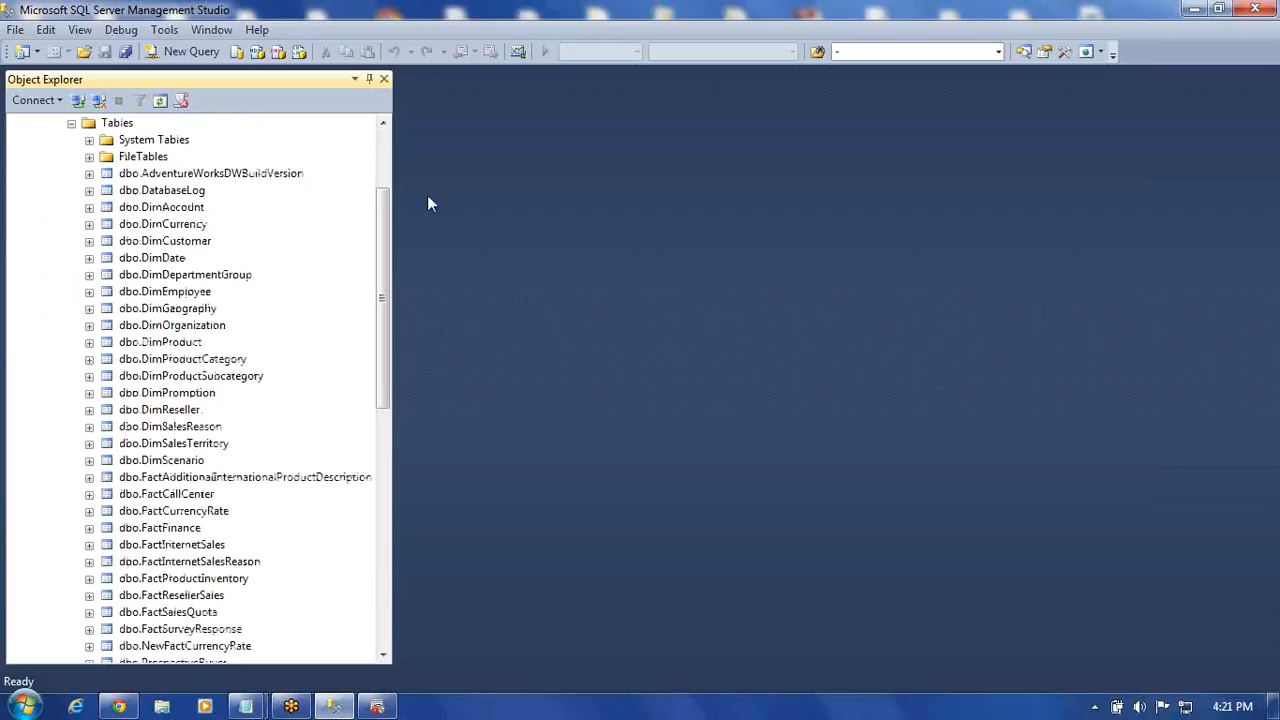 Microsoft SQL Server Management Studio
File Edit View Debug Tools Window Help
New Query
Object Explorer
Connect
Tables
System Tables
FileTables
dbo.AdventureWorksDWBuildVersion
dbo.DatabaseLog
dbo.DimAccount
dbo.DimCurrency
dbo.DimCustomer
dbo.DimDate
dbo.DimDepartmentGroup
dbo.DimEmployee
dbo.DimGeography
dbo.DimOrganization
dbo.DimProduct
dbo.DimProductCategory
dbo.DimProductSubcategory
dbo.DimPromotion
dbo.DimReseller
dbo.DimSalesReason
dbo.DimSalesTerritory
dbo.DimScenario
dbo.FactAdditionalInternationalProductDescription
dbo.FactCallCenter
dbo.FactCurrencyRate
dbo.FactFinance
dbo.FactInternetSales
dbo.FactInternetSalesReason
dbo.FactProductInventory
dbo.FactResellerSales
dbo.FactSalesQuota
dbo.FactSurveyResponse
dbo.NewFactCurrencyRate
dbo.ProspectiveBuyer
Ready
4:21 PM